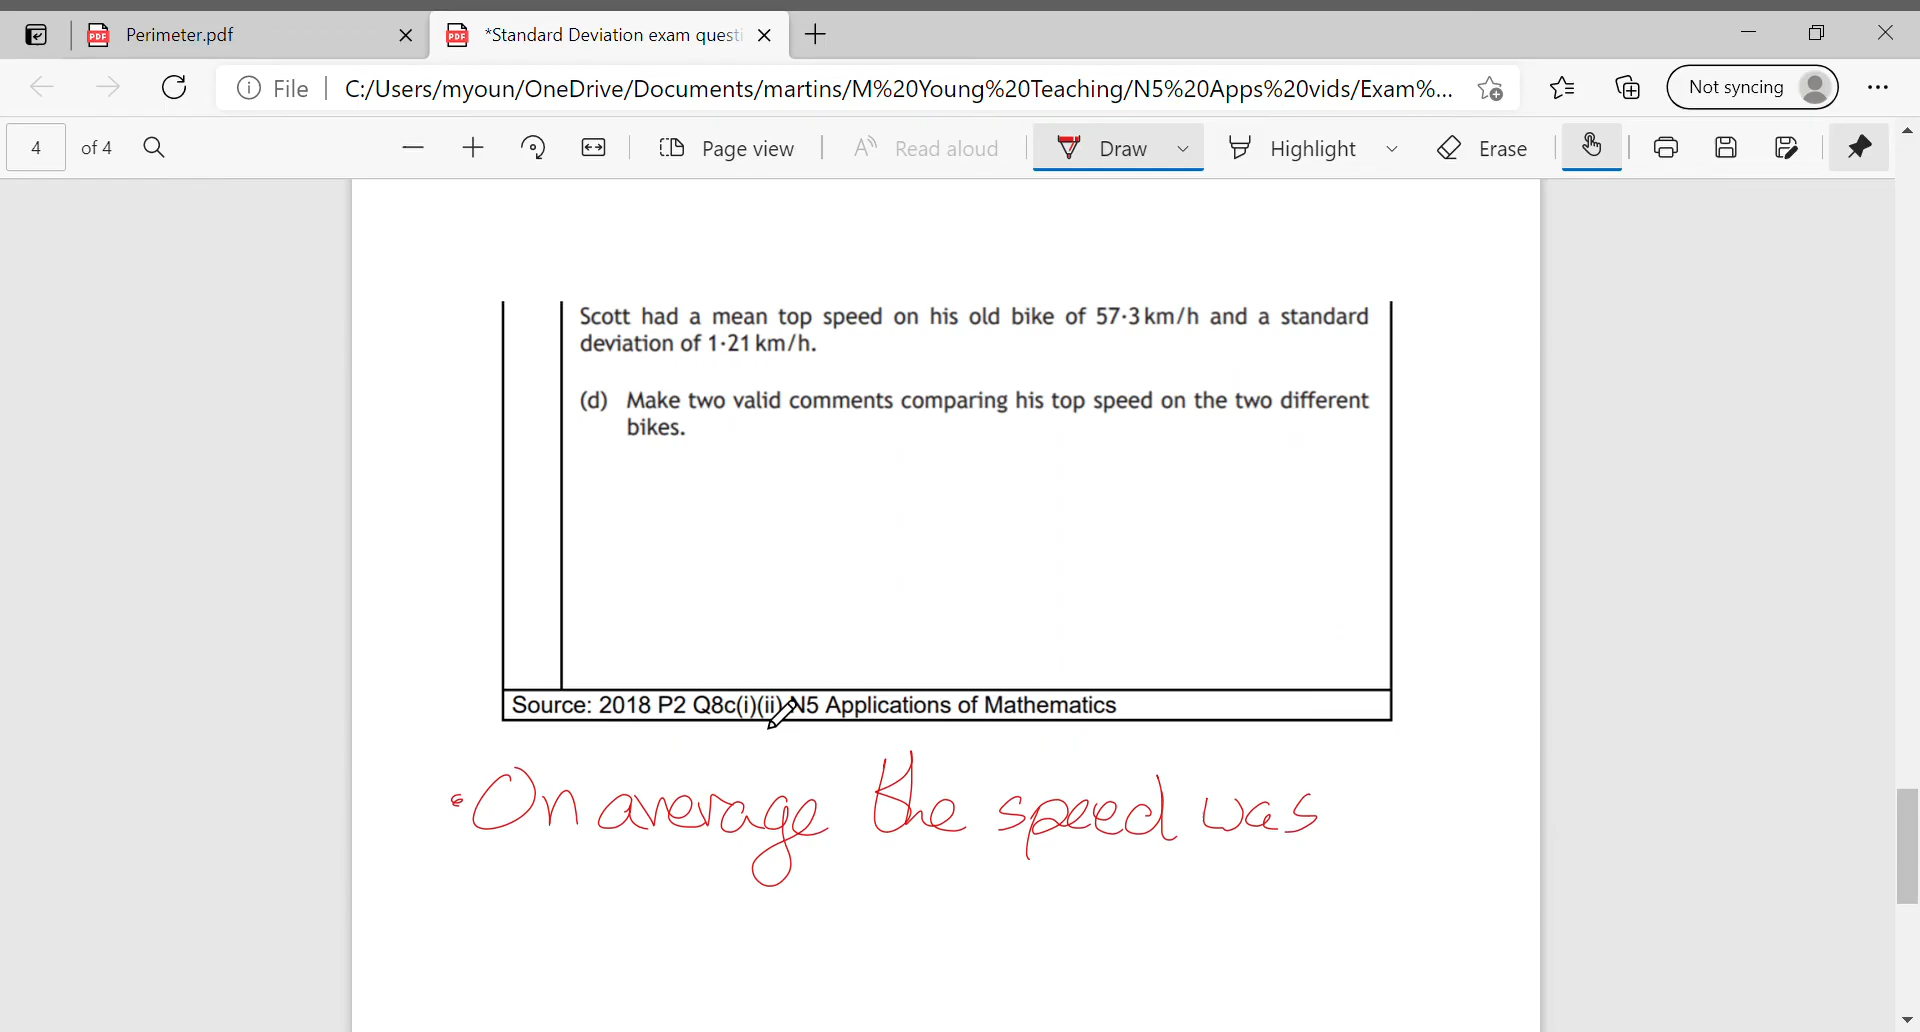 Perimeter.pdf
*Standard Deviation exam questi
File
C:/Users/myoun/OneDrive/Documents/martins/M%20Young%20Teaching/N5%20Apps%20vids/Exam%...
Not syncing
4 of 4
Page view
Read aloud
Draw
Highlight
Erase
Scott had a mean top speed on his old bike of 57·3 km/h and a standard
deviation of 1·21 km/h.
(d) Make two valid comments comparing his top speed on the two different
bikes.
Source: 2018 P2 Q8c(i)(ii) N5 Applications of Mathematics
•On average the speed was